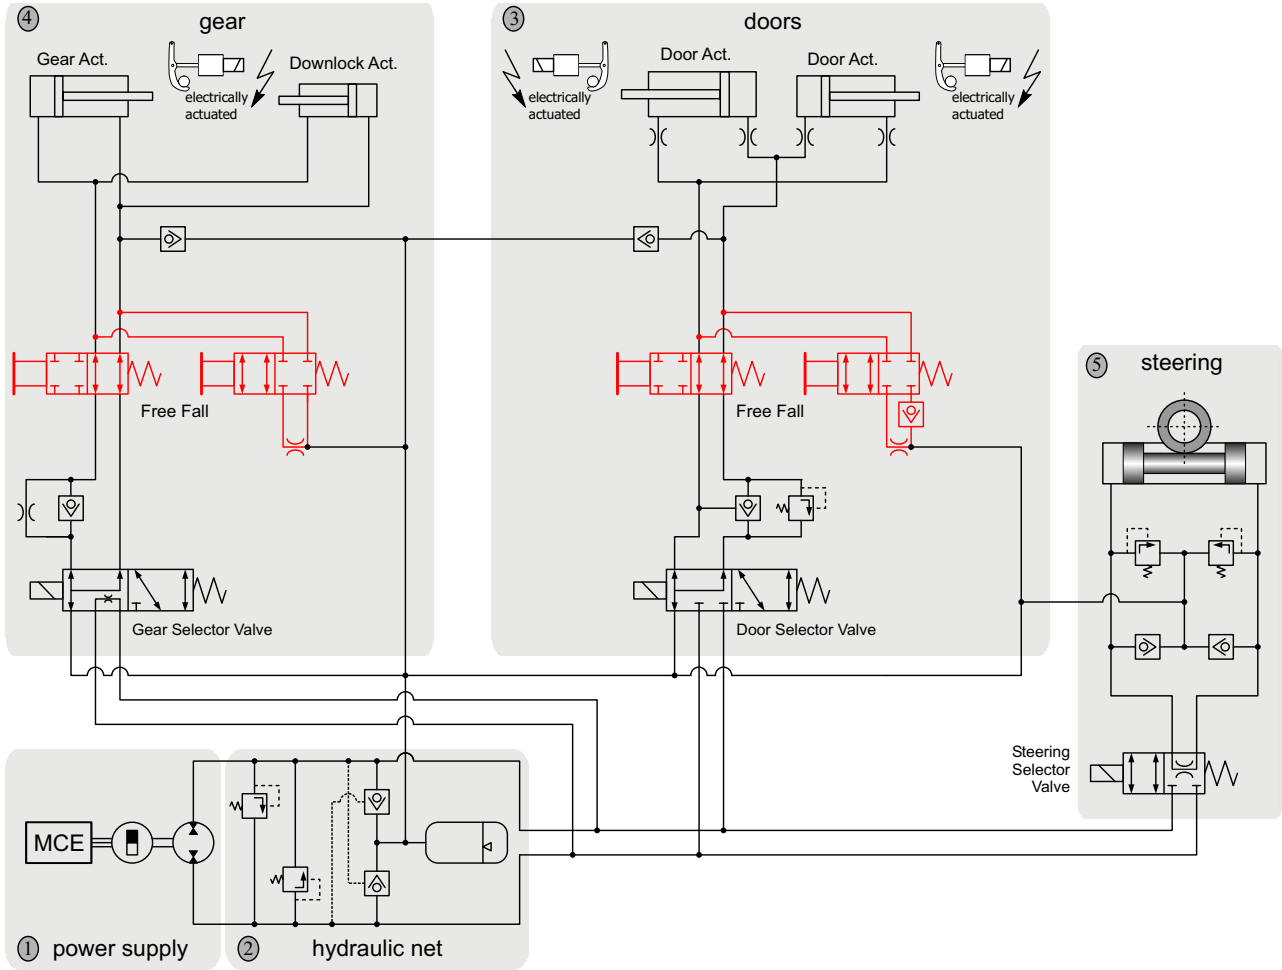 4
gear
3
doors
Gear Act.
Downlock Act.
electrically
actuated
Door Act.
Door Act.
electrically
actuated
electrically
actuated
Free Fall
Free Fall
5
steering
Gear Selector Valve
Door Selector Valve
Steering
Selector
Valve
MCE
1
power supply
2
hydraulic net